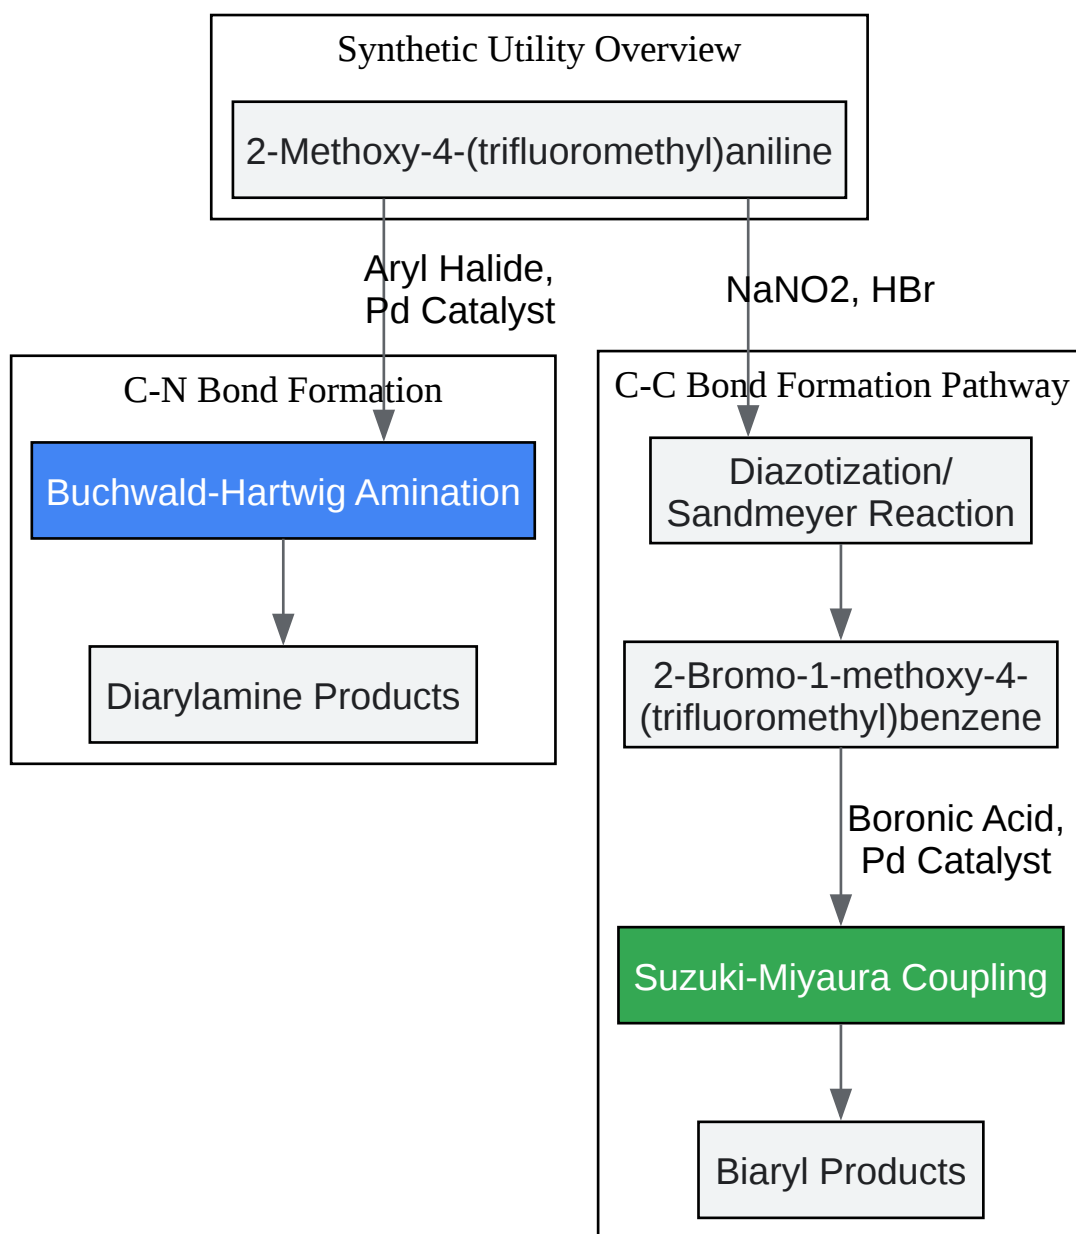 Synthetic Utility Overview
2-Methoxy-4-(trifluoromethyl)aniline
Aryl Halide,
Pd Catalyst
NaNO2, HBr
C-N Bond Formation
Buchwald-Hartwig Amination
Diarylamine Products
C-C Bond Formation Pathway
Diazotization/
Sandmeyer Reaction
2-Bromo-1-methoxy-4-
(trifluoromethyl)benzene
Boronic Acid,
Pd Catalyst
Suzuki-Miyaura Coupling
Biaryl Products